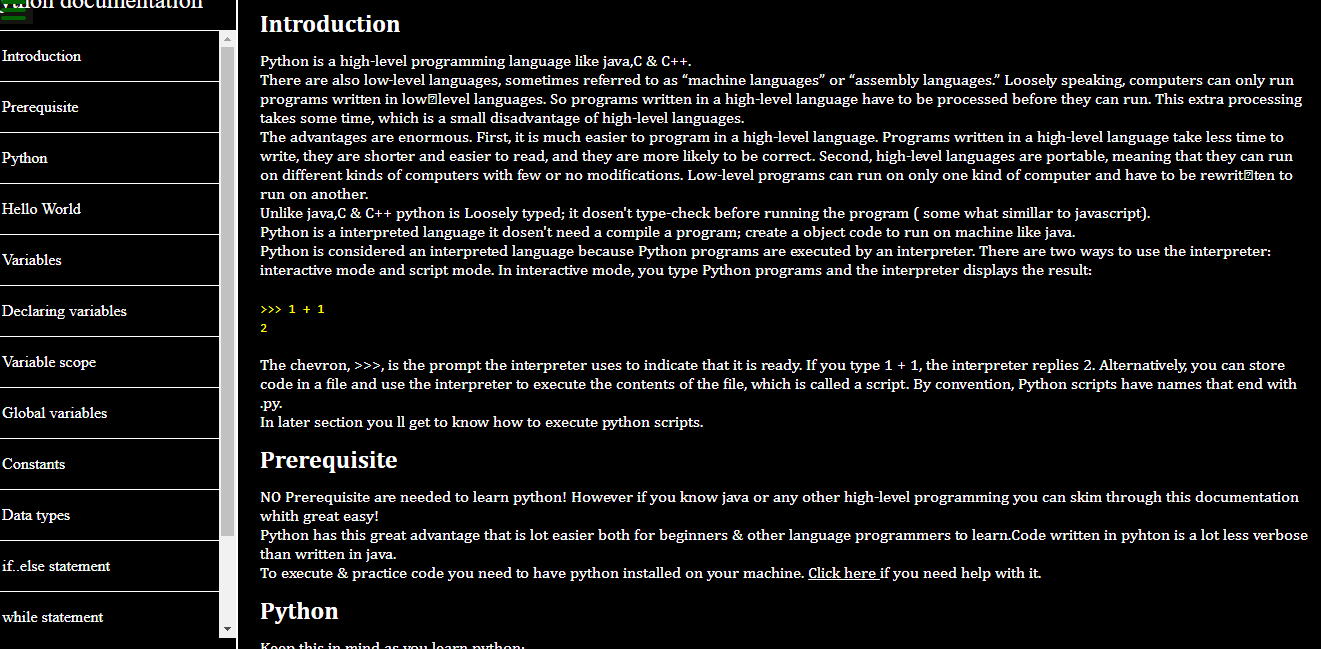 ython documentation
Introduction
Prerequisite
Python
Hello World
Variables
Declaring variables
Variable scope
Global variables
Constants
Data types
if..else statement
while statement
Introduction
Python is a high-level programming language like java,C & C++.
There are also low-level languages, sometimes referred to as “machine languages” or “assembly languages.” Loosely speaking, computers can only run
programs written in low�level languages. So programs written in a high-level language have to be processed before they can run. This extra processing
takes some time, which is a small disadvantage of high-level languages.
The advantages are enormous. First, it is much easier to program in a high-level language. Programs written in a high-level language take less time to
write, they are shorter and easier to read, and they are more likely to be correct. Second, high-level languages are portable, meaning that they can run
on different kinds of computers with few or no modifications. Low-level programs can run on only one kind of computer and have to be rewrit�ten to
run on another.
Unlike java,C & C++ python is Loosely typed; it dosen't type-check before running the program ( some what simillar to javascript).
Python is a interpreted language it dosen't need a compile a program; create a object code to run on machine like java.
Python is considered an interpreted language because Python programs are executed by an interpreter. There are two ways to use the interpreter:
interactive mode and script mode. In interactive mode, you type Python programs and the interpreter displays the result:
>>> 1 + 1
2
The chevron, >>>, is the prompt the interpreter uses to indicate that it is ready. If you type 1 + 1, the interpreter replies 2. Alternatively, you can store
code in a file and use the interpreter to execute the contents of the file, which is called a script. By convention, Python scripts have names that end with
.py.
In later section you ll get to know how to execute python scripts.
Prerequisite
NO Prerequisite are needed to learn python! However if you know java or any other high-level programming you can skim through this documentation
whith great easy!
Python has this great advantage that is lot easier both for beginners & other language programmers to learn.Code written in pyhton is a lot less verbose
than written in java.
To execute & practice code you need to have python installed on your machine. Click here if you need help with it.
Python
Keep this in mind as you learn python: